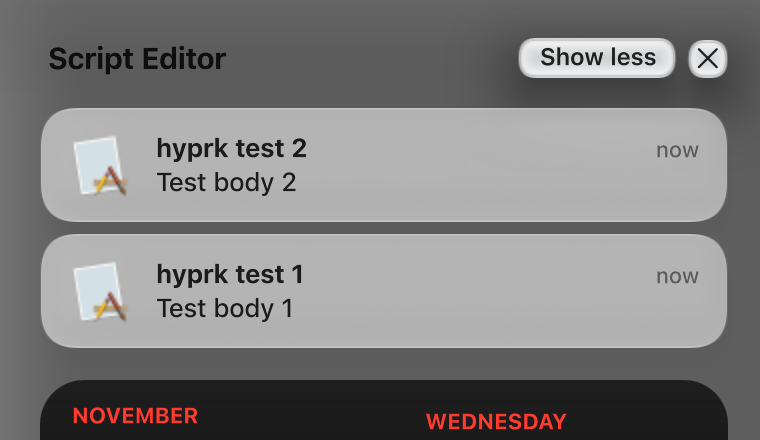 Script Editor
Show less
hyprk test 2
now
Test body 2
hyprk test 1
now
Test body 1
NOVEMBER
WEDNESDAY